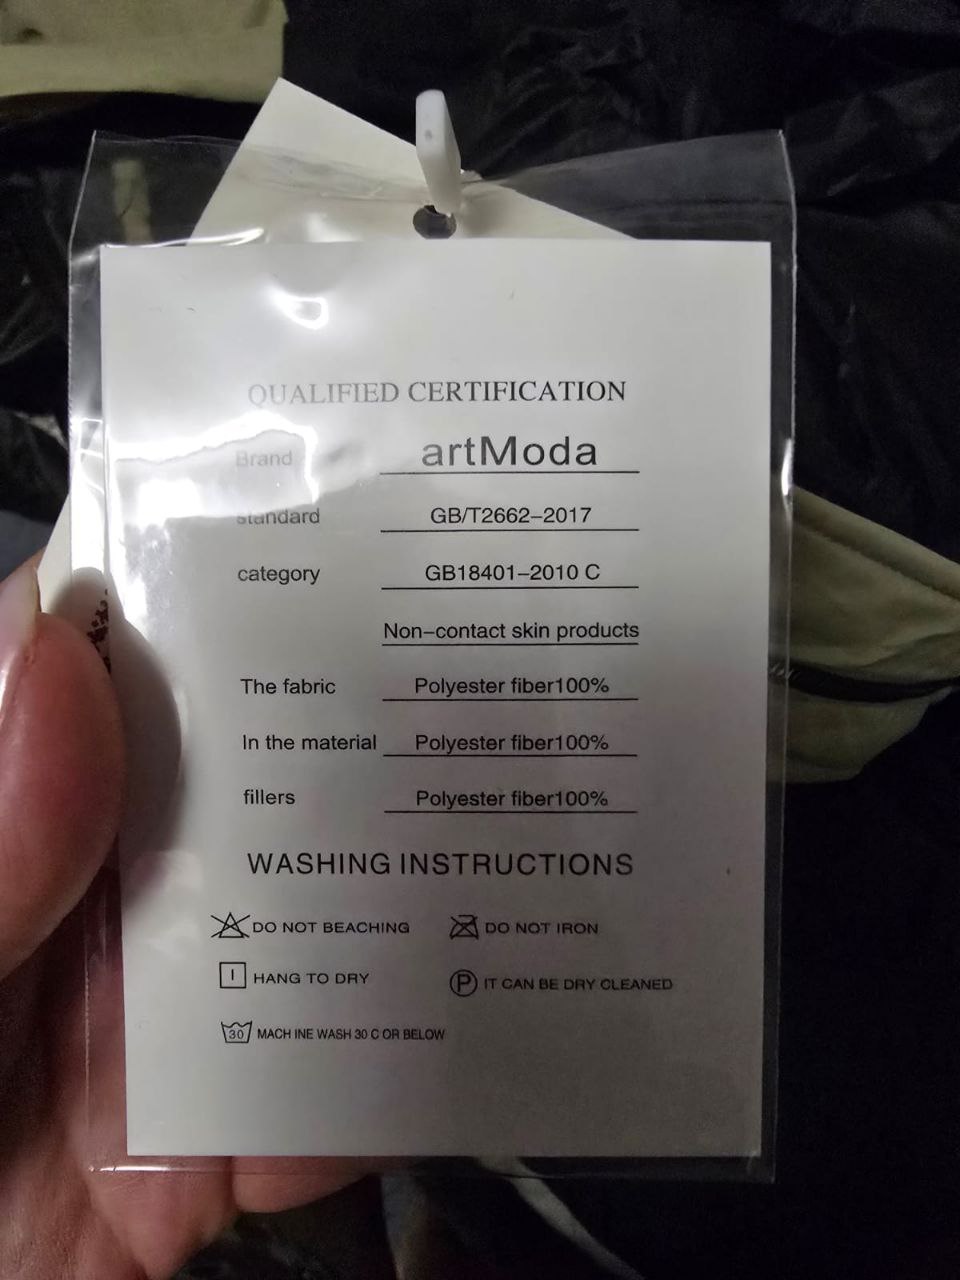 QUALIFIED CERTIFICATION
Brand artModa
standard GB/T2662-2017
category GB18401-2010 C
Non-contact skin products
The fabric Polyester fiber100%
In the material Polyester fiber100%
fillers Polyester fiber100%
WASHING INSTRUCTIONS
DO NOT BEACHING DO NOT IRON
I HANG TO DRY P IT CAN BE DRY CLEANED
30 MACH INE WASH 30 C OR BELOW